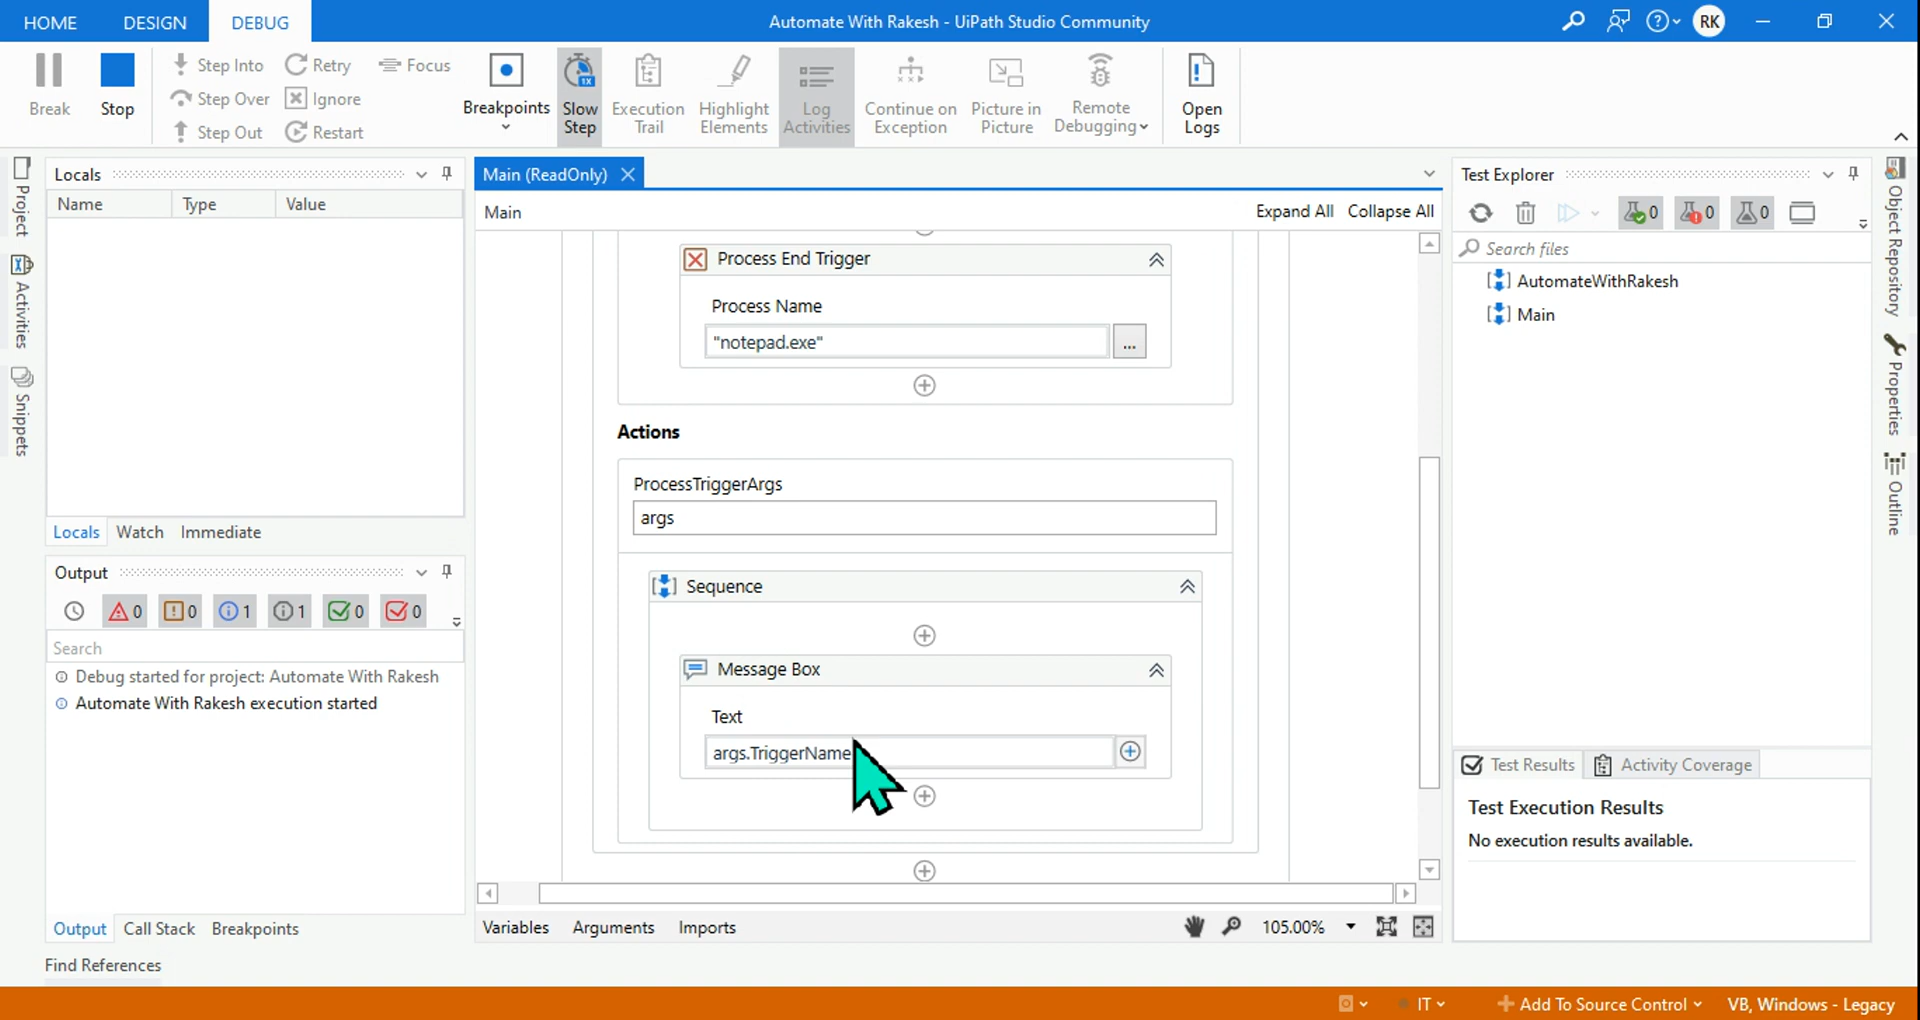 HOME DESIGN DEBUG Automate With Rakesh - UiPath Studio Community RK
Break Stop
Step Into Retry Focus
Step Over Ignore
Step Out Restart
Breakpoints
Slow Step 1X
Execution Trail
Highlight Elements
Log Activities
Continue on Exception
Picture in Picture
Remote Debugging
Open Logs
Project
Activities
Snippets
Locals
Name Type Value
Locals Watch Immediate
Output
0 0 1 1 0 0
Search
Debug started for project: Automate With Rakesh
Automate With Rakesh execution started
Output Call Stack Breakpoints
Find References
Main (ReadOnly)
Main Expand All Collapse All
Process End Trigger
Process Name
"notepad.exe" ...
Actions
ProcessTriggerArgs
args
Sequence
Message Box
Text
args.TriggerName
Variables Arguments Imports 105.00%
Test Explorer
0 0 0
Search files
AutomateWithRakesh
Main
Test Results Activity Coverage
Test Execution Results
No execution results available.
Object Repository
Properties
Outline
IT Add To Source Control VB, Windows - Legacy